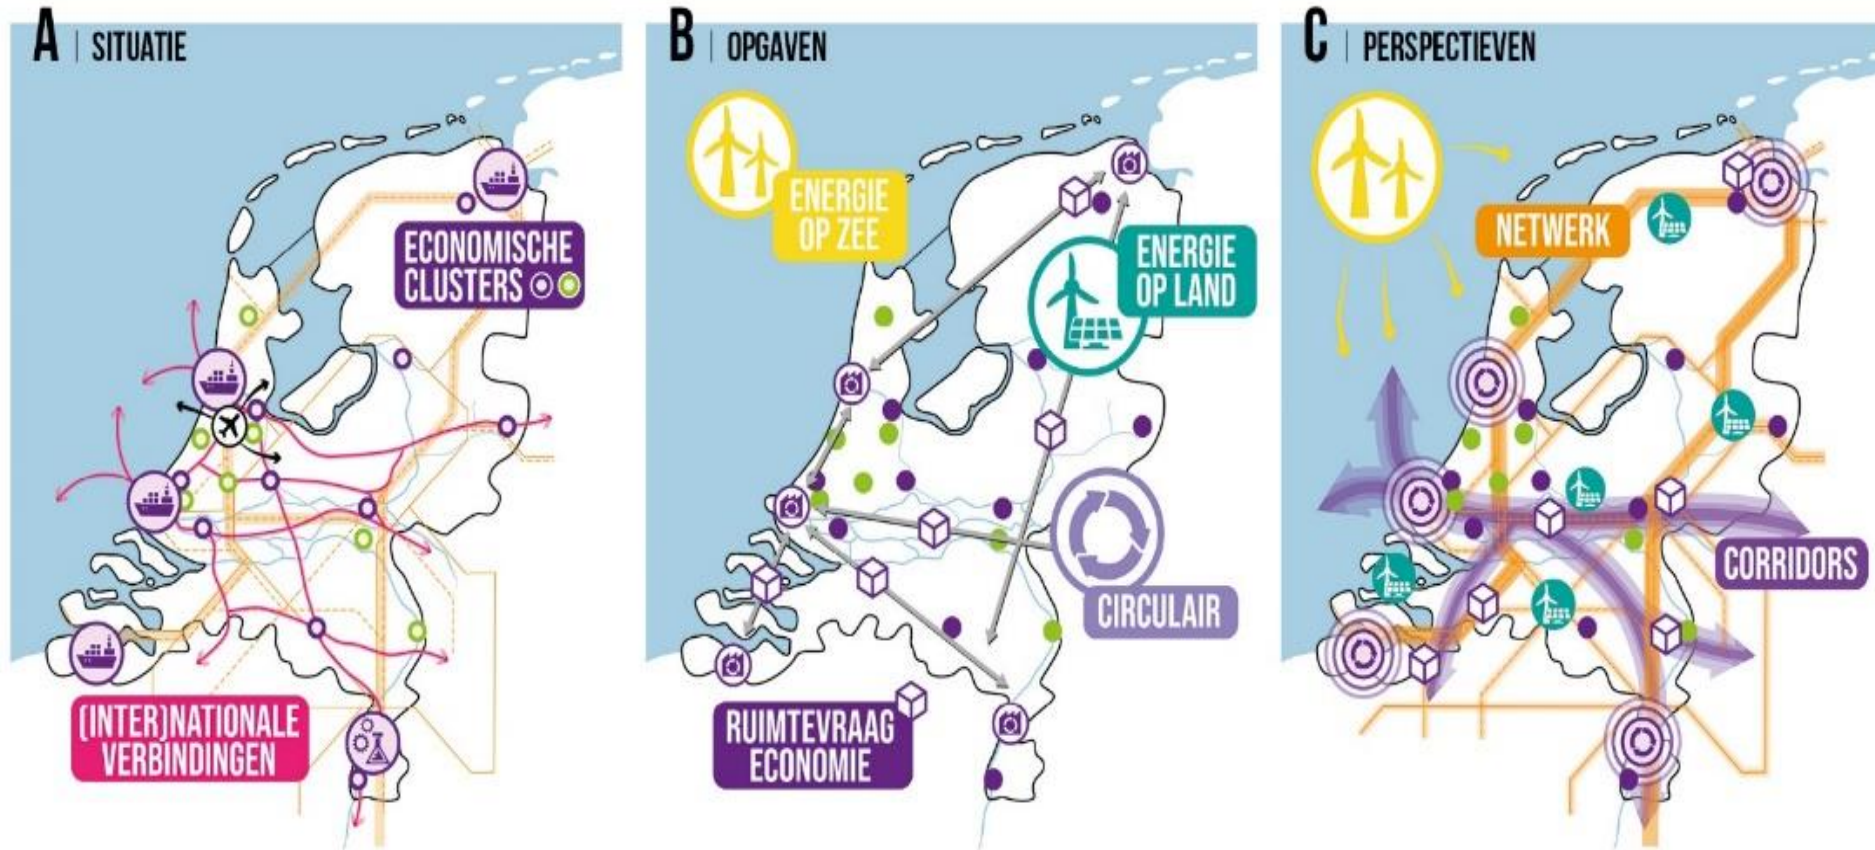 A | SITUATIE
ECONOMISCHE
CLUSTERS
(INTER)NATIONALE
VERBINDINGEN
B | OPGAVEN
ENERGIE
OP ZEE
ENERGIE
OP LAND
CIRCULAIR
RUIMTEVRAAG
ECONOMIE
C | PERSPECTIEVEN
NETWERK
CORRIDORS